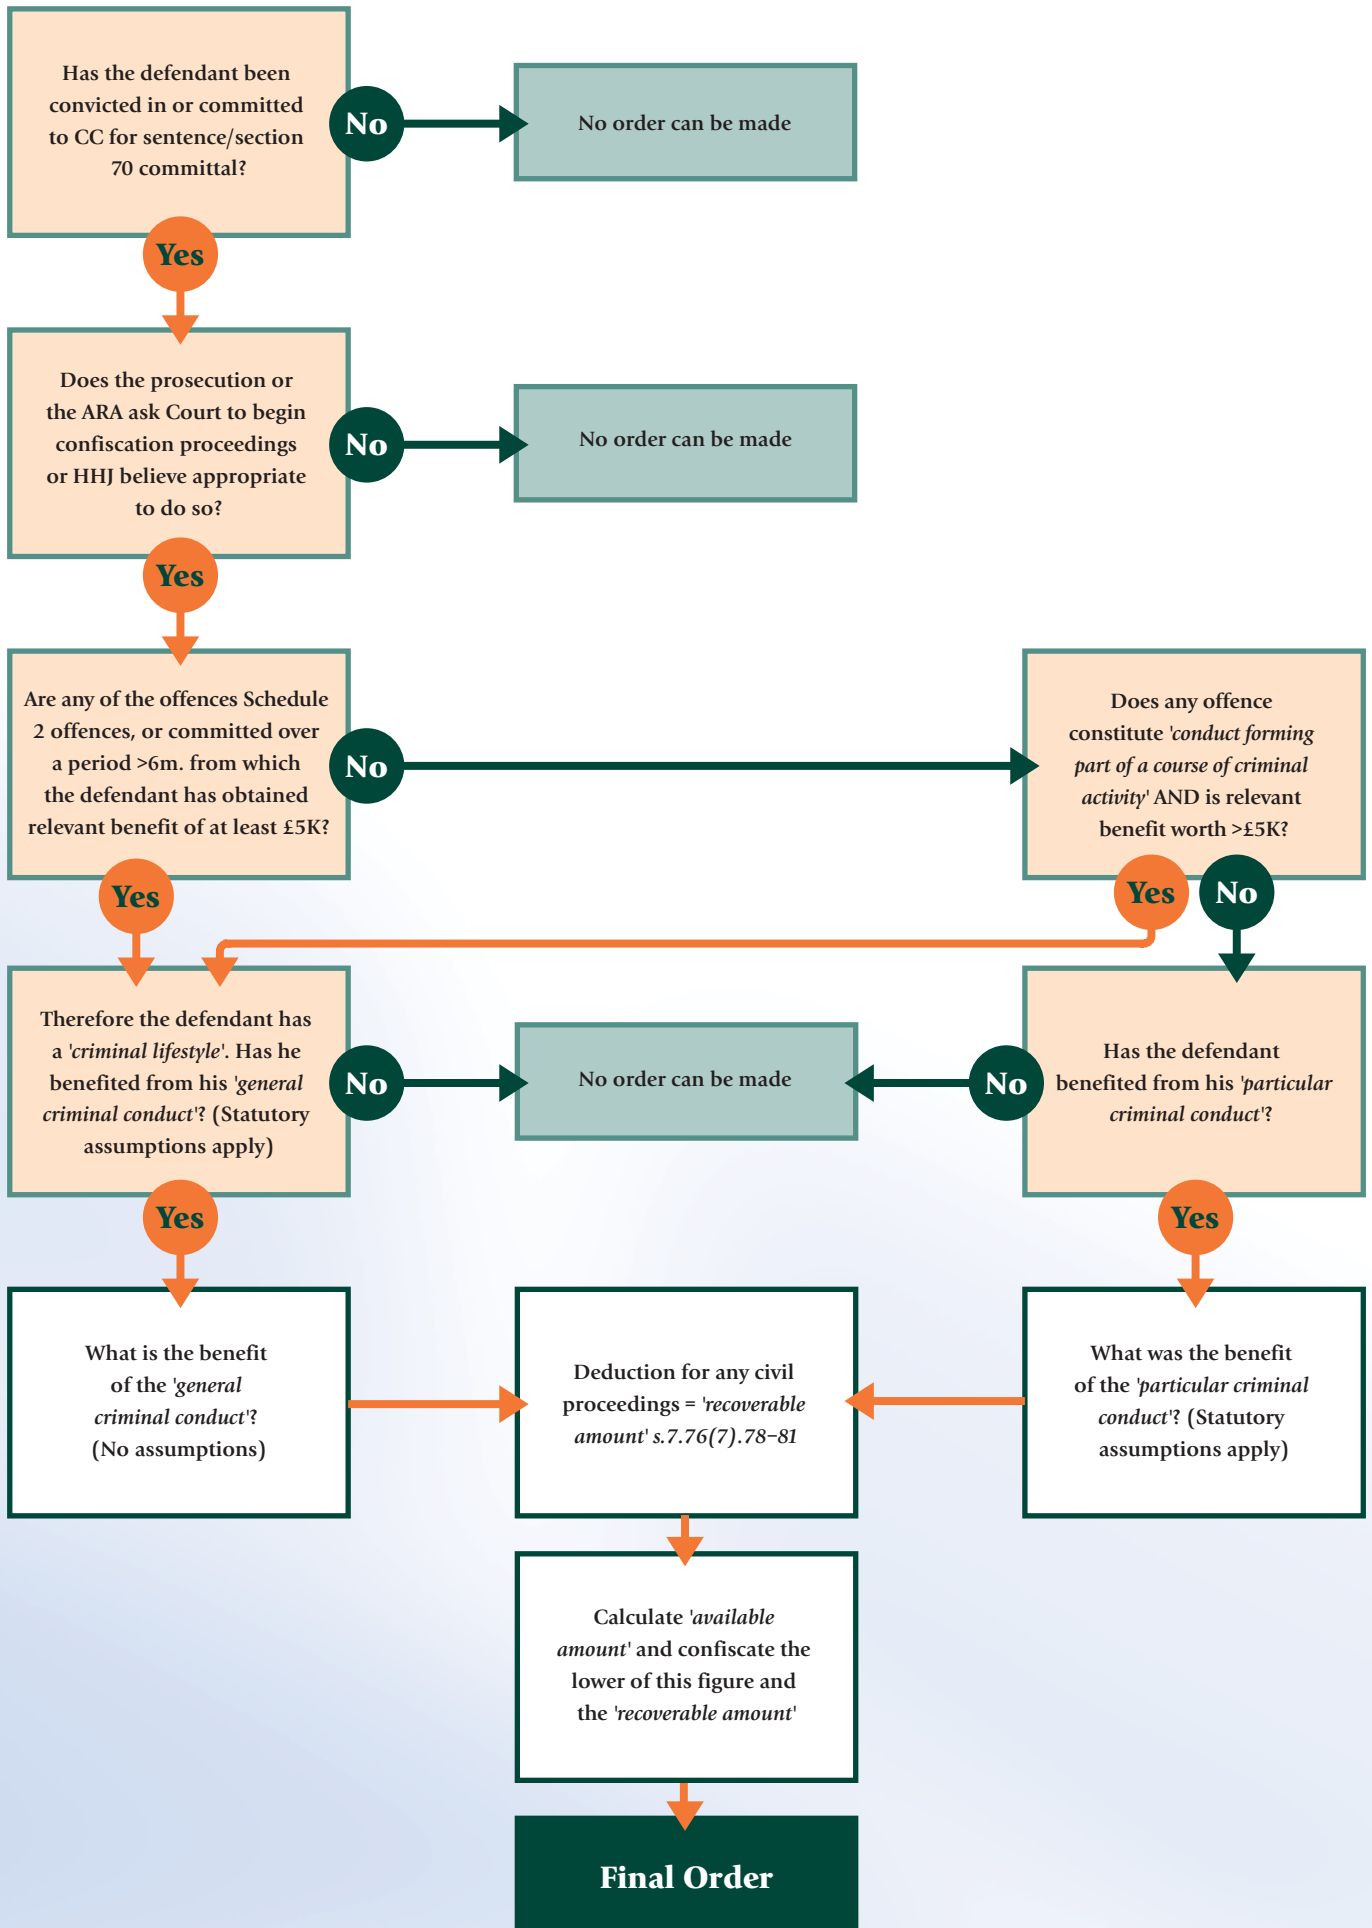 Has the defendant been
convicted in or committed
to CC for sentence/section
70 committal?
No
No order can be made
Yes
Does the prosecution or
the ARA ask Court to begin
confiscation proceedings
or HHJ believe appropriate
to do so?
No
No order can be made
Yes
Are any of the offences Schedule
2 offences, or committed over
a period >6m. from which
the defendant has obtained
relevant benefit of at least £5K?
No
Does any offence
constitute 'conduct forming
part of a course of criminal
activity' AND is relevant
benefit worth >£5K?
Yes
Yes
No
Therefore the defendant has
a 'criminal lifestyle'. Has he
benefited from his 'general
criminal conduct'? (Statutory
assumptions apply)
No
No order can be made
No
Has the defendant
benefited from his 'particular
criminal conduct'?
Yes
Yes
What is the benefit
of the 'general
criminal conduct'?
(No assumptions)
Deduction for any civil
proceedings = 'recoverable
amount' s.7.76(7).78–81
What was the benefit
of the 'particular criminal
conduct'? (Statutory
assumptions apply)
Calculate 'available
amount' and confiscate the
lower of this figure and
the 'recoverable amount'
Final Order